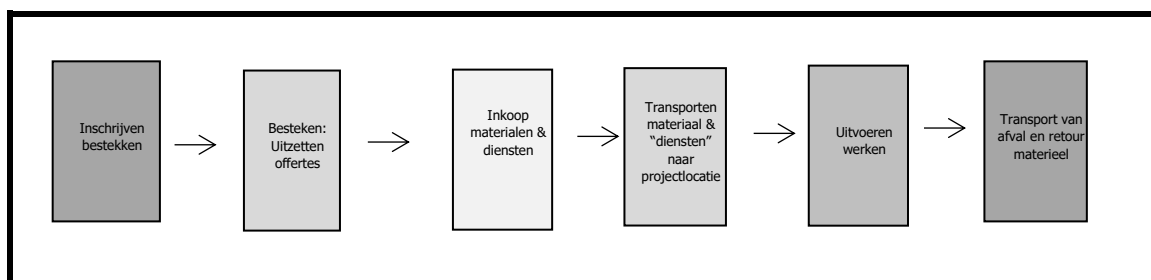 Inschrijven
bestekken
Besteken:
Uitzetten
offertes
Inkoop
materialen &
diensten
Transporten
materiaal &
“diensten”
naar
projectlocatie
Uitvoeren
werken
Transport van
afval en retour
materieel